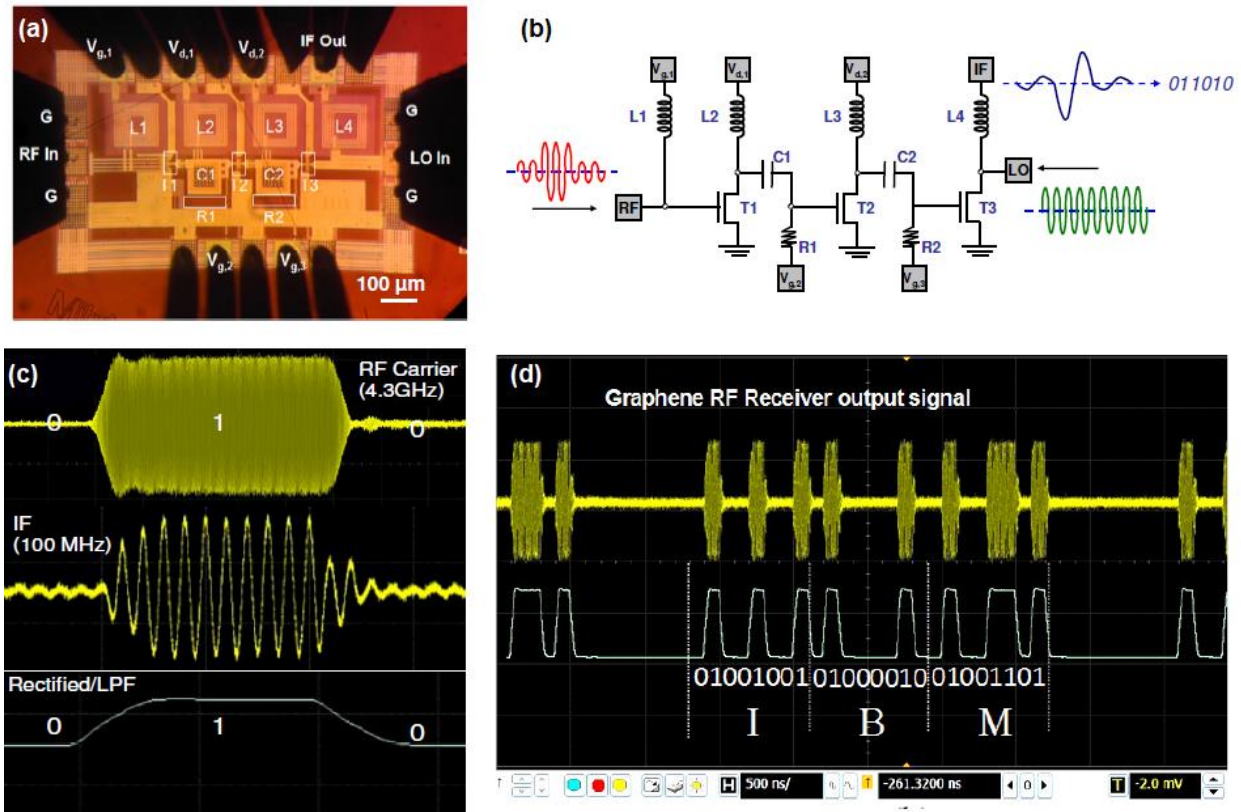 (a)
Vg,1
Vd,1
Vd,2
IF Out
G
RF In
G
L1
L2
L3
L4
G
LO In
G
T1
C1
T2
C2
T3
R1
R2
Vg,2
Vg,3
100 µm
(b)
Vg,1
Vd,1
Vd,2
IF
011010
L1
L2
L3
L4
C1
C2
RF
T1
T2
T3
LO
R1
R2
Vg,2
Vg,3
(c)
RF Carrier
(4.3GHz)
0
1
0
IF
(100 MHz)
Rectified/LPF
0
1
0
(d)
Graphene RF Receiver output signal
01001001 01000010 01001101
I B M
H 500 ns/
-261.3200 ns
0
T
-2.0 mV